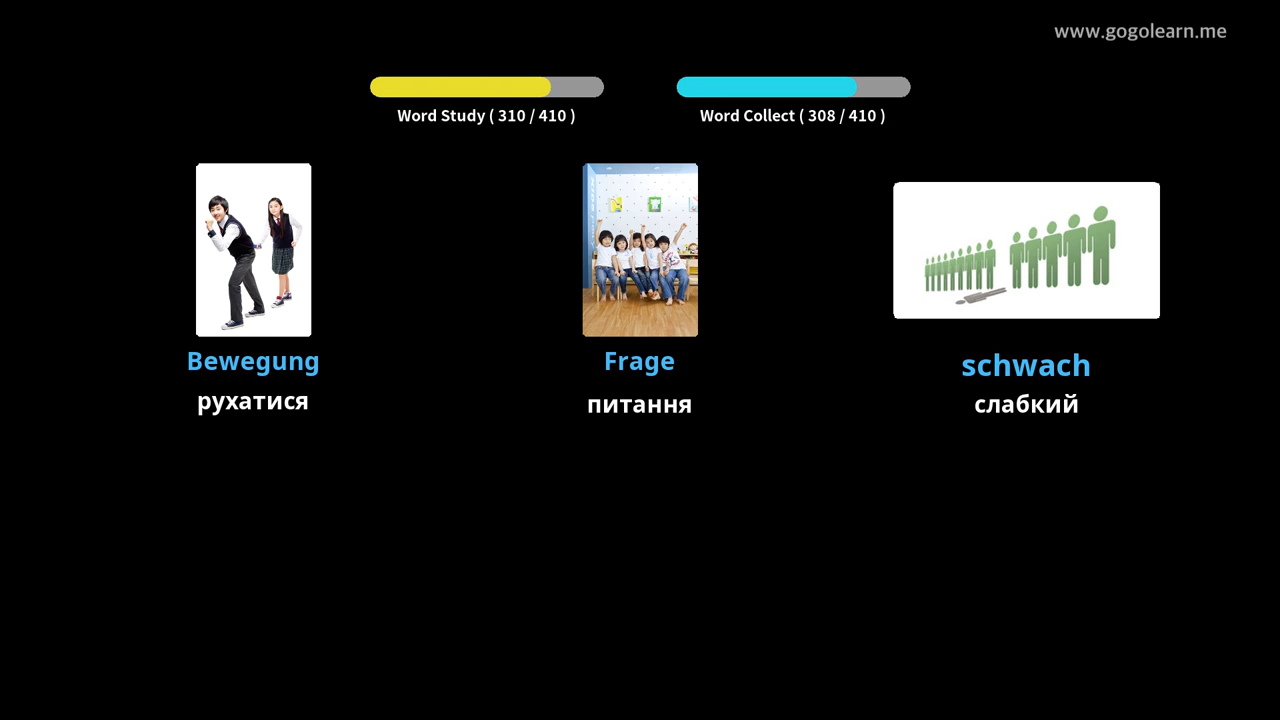 www.gogolearn.me
Word Study ( 310 / 410 )
Word Collect ( 308 / 410 )
Bewegung
рухатися
Frage
питання
schwach
слабкий